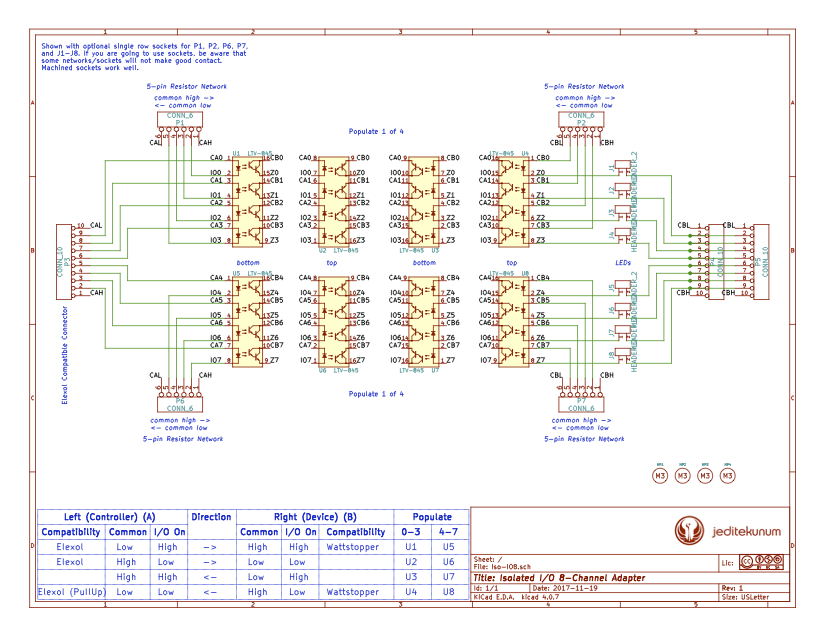 Shown with optional single row sockets for P1, P2, P6, P7,
and J1-J8. If you are going to use sockets, be aware that
some networks/sockets will not make good contact.
Machined sockets work well.
5-pin Resistor Network
common high ->
<- common low
CONN_6
P1
CAL CAH
Populate 1 of 4
5-pin Resistor Network
common high ->
<- common low
CONN_6
P2
CBL CBH
U1 LTV-845
CA0 1 16 CB0
IO0 2 15 Z0
CA1 3 14 CB1
IO1 4 13 Z1
CA2 5 12 CB2
IO2 6 11 Z2
CA3 7 10 CB3
IO3 8 9 Z3
bottom
CA0 8 9 CB0
IO0 7 10 Z0
CA1 6 11 CB1
IO1 5 12 Z1
CA2 4 13 CB2
IO2 3 14 Z2
CA3 2 15 CB3
IO3 1 16 Z3
U2 LTV-845
top
CA0 9 8 CB0
IO0 10 7 Z0
CA1 11 6 CB1
IO1 12 5 Z1
CA2 13 4 CB2
IO2 14 3 Z2
CA3 15 2 CB3
IO3 16 1 Z3
LTV-845 U3
bottom
LTV-845 U4
CA0 16 1 CB0
IO0 15 2 Z0
CA1 14 3 CB1
IO1 13 4 Z1
CA2 12 5 CB2
IO2 11 6 Z2
CA3 10 7 CB3
IO3 9 8 Z3
top
J1 HEADER_2
J2
J3
J4
LEDs
CONN_10
P3
CAL
CAH
Elexol Compatible Connector
CBL
CBH
P4
CONN_10
CBL
CBH
P5
CONN_10
U5 LTV-845
CA4 1 16 CB4
IO4 2 15 Z4
CA5 3 14 CB5
IO5 4 13 Z5
CA6 5 12 CB6
IO6 6 11 Z6
CA7 7 10 CB7
IO7 8 9 Z7
CA4 8 9 CB4
IO4 7 10 Z4
CA5 6 11 CB5
IO5 5 12 Z5
CA6 4 13 CB6
IO6 3 14 Z6
CA7 2 15 CB7
IO7 1 16 Z7
U6 LTV-845
CA4 9 8 CB4
IO4 10 7 Z4
CA5 11 6 CB5
IO5 12 5 Z5
CA6 13 4 CB6
IO6 14 3 Z6
CA7 15 2 CB7
IO7 16 1 Z7
LTV-845 U7
LTV-845 U8
CA4 16 1 CB4
IO4 15 2 Z4
CA5 14 3 CB5
IO5 13 4 Z5
CA6 12 5 CB6
IO6 11 6 Z6
CA7 10 7 CB7
IO7 9 8 Z7
J5 HEADER_2
J6
J7
J8
CAL CAH
P6
CONN_6
common high ->
<- common low
5-pin Resistor Network
Populate 1 of 4
CBL CBH
P7
CONN_6
common high ->
<- common low
5-pin Resistor Network
M3 M3 M3 M3
Left (Controller) (A) Direction Right (Device) (B) Populate
Compatibility Common I/O On Common I/O On Compatibility 0-3 4-7
Elexol Low High -> High High Wattstopper U1 U5
Elexol High Low -> Low Low U2 U6
High High <- Low High U3 U7
Elexol (PullUp) Low Low <- High Low Wattstopper U4 U8
jeditekunum
Sheet: /
File: Iso-IOB.sch
Lic:
Title: Isolated I/O 8-Channel Adapter
Id: 1/1 Date: 2017-11-19 Rev: 1
KiCad E.D.A. kicad 4.0.7 Size: USLetter